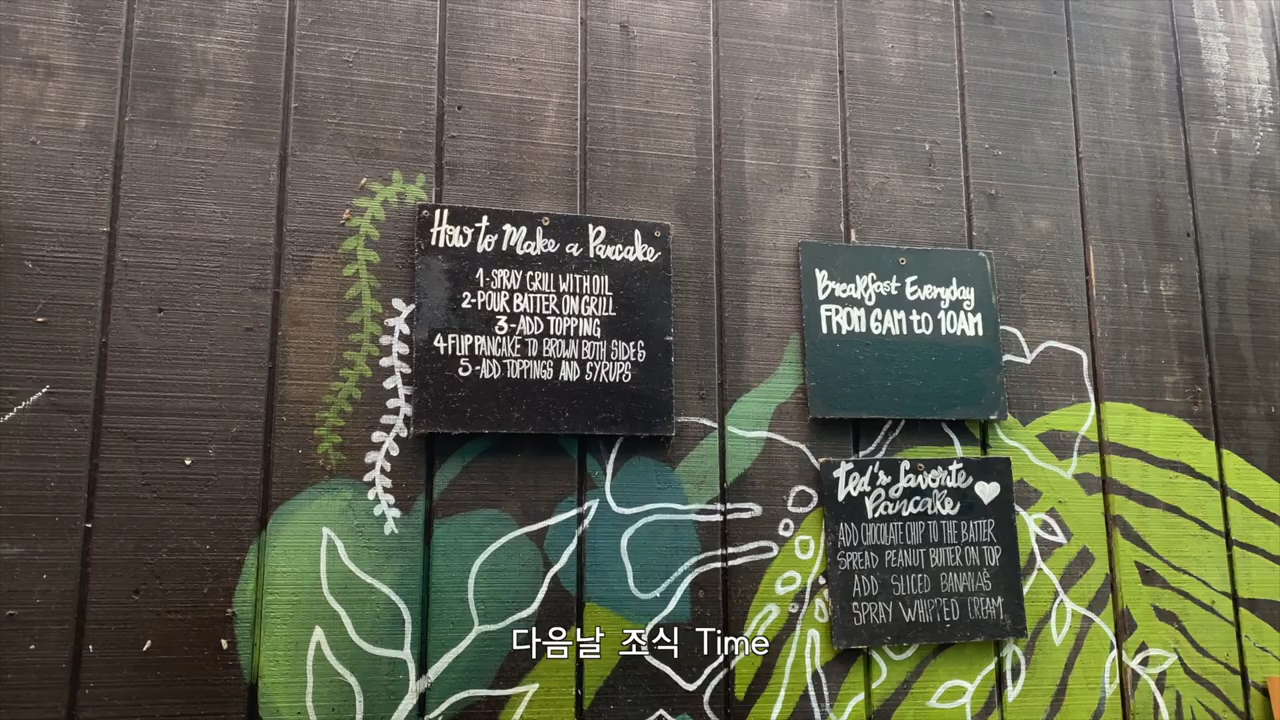 How to Make a Pancake
1-SPRAY GRILL WITH OIL
2-POUR BATTER ON GRILL
3-ADD TOPPING
4-FLIP PANCAKE TO BROWN BOTH SIDES
5-ADD TOPPINGS AND SYRUPS
Breakfast Everyday
FROM 6AM to 10AM
Ted's favorite
Pancake
ADD CHOCOLATE CHIP TO THE BATTER
SPREAD PEANUT BUTTER ON TOP
ADD SLICED BANANAS
SPRAY WHIPPED CREAM
다음날 조식 Time